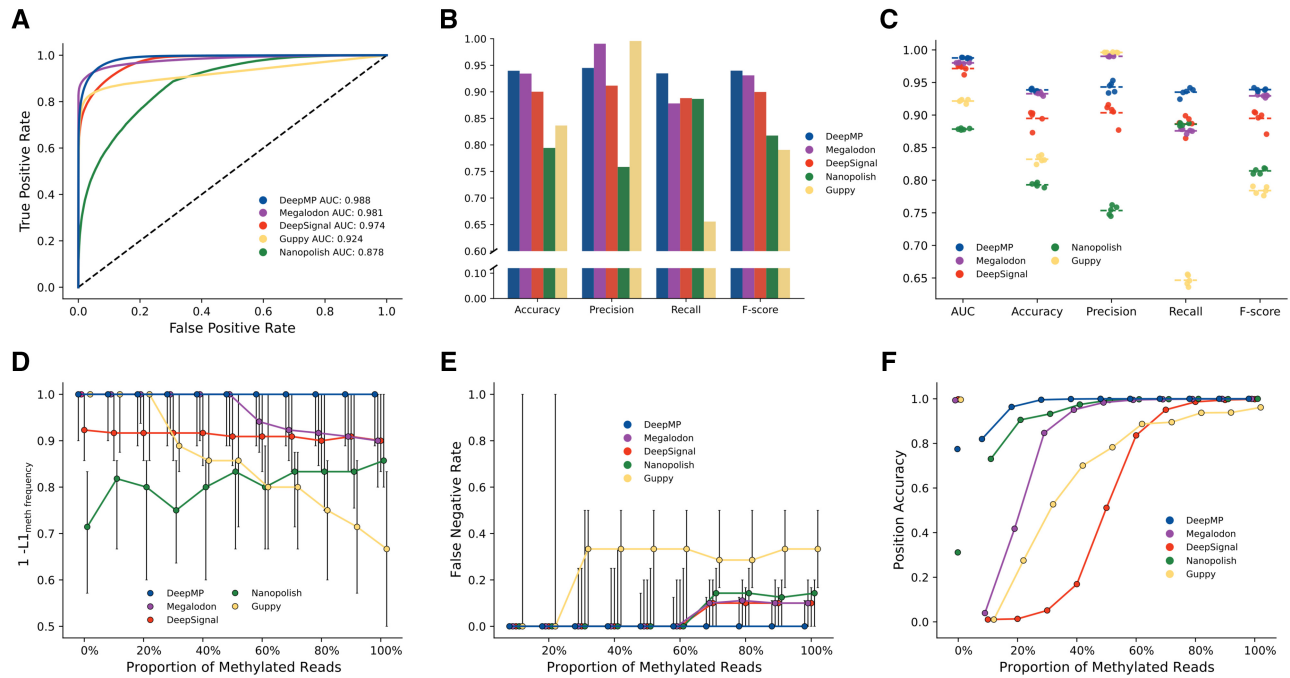 A
True Positive Rate
1.0
0.8
0.6
0.4
0.2
0.0
DeepMP AUC: 0.988
Megalodon AUC: 0.981
DeepSignal AUC: 0.974
Guppy AUC: 0.924
Nanopolish AUC: 0.878
0.0 0.2 0.4 0.6 0.8 1.0
False Positive Rate
B
1.00
0.95
0.90
0.85
0.80
0.75
0.70
0.65
0.60
0.10
0.00
DeepMP
Megalodon
DeepSignal
Nanopolish
Guppy
Accuracy Precision Recall F-score
C
1.00
0.95
0.90
0.85
0.80
0.75
0.70
0.65
DeepMP Nanopolish
Megalodon Guppy
DeepSignal
AUC Accuracy Precision Recall F-score
D
1 -L1meth frequency
1.0
0.9
0.8
0.7
0.6
0.5
DeepMP Nanopolish
Megalodon Guppy
DeepSignal
0% 20% 40% 60% 80% 100%
Proportion of Methylated Reads
E
False Negative Rate
1.0
0.8
0.6
0.4
0.2
0.0
DeepMP
Megalodon
DeepSignal
Nanopolish
Guppy
20% 40% 60% 80% 100%
Proportion of Methylated Reads
F
Position Accuracy
1.0
0.8
0.6
0.4
0.2
0.0
DeepMP
Megalodon
DeepSignal
Nanopolish
Guppy
0% 20% 40% 60% 80% 100%
Proportion of Methylated Reads